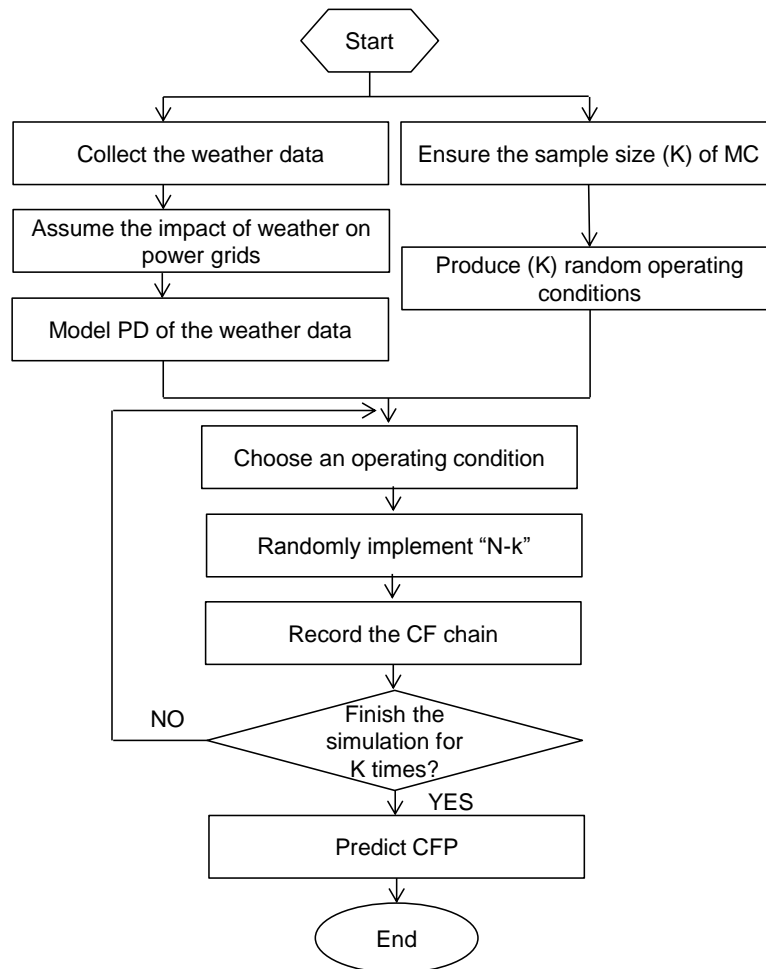 Start
Collect the weather data
Ensure the sample size (K) of MC
Assume the impact of weather on
power grids
Produce (K) random operating
conditions
Model PD of the weather data
Choose an operating condition
Randomly implement “N-k”
Record the CF chain
NO
Finish the
simulation for
K times?
YES
Predict CFP
End